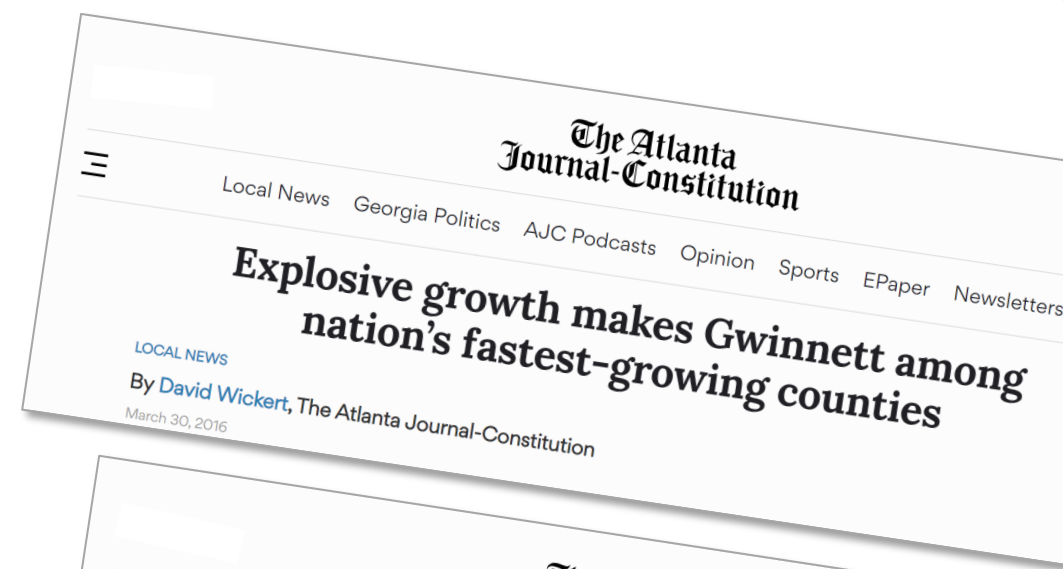 The Atlanta
Journal-Constitution
Local News Georgia Politics AJC Podcasts Opinion Sports EPaper Newsletters
Explosive growth makes Gwinnett among
nation's fastest-growing counties
LOCAL NEWS
By David Wickert, The Atlanta Journal-Constitution
March 30, 2016